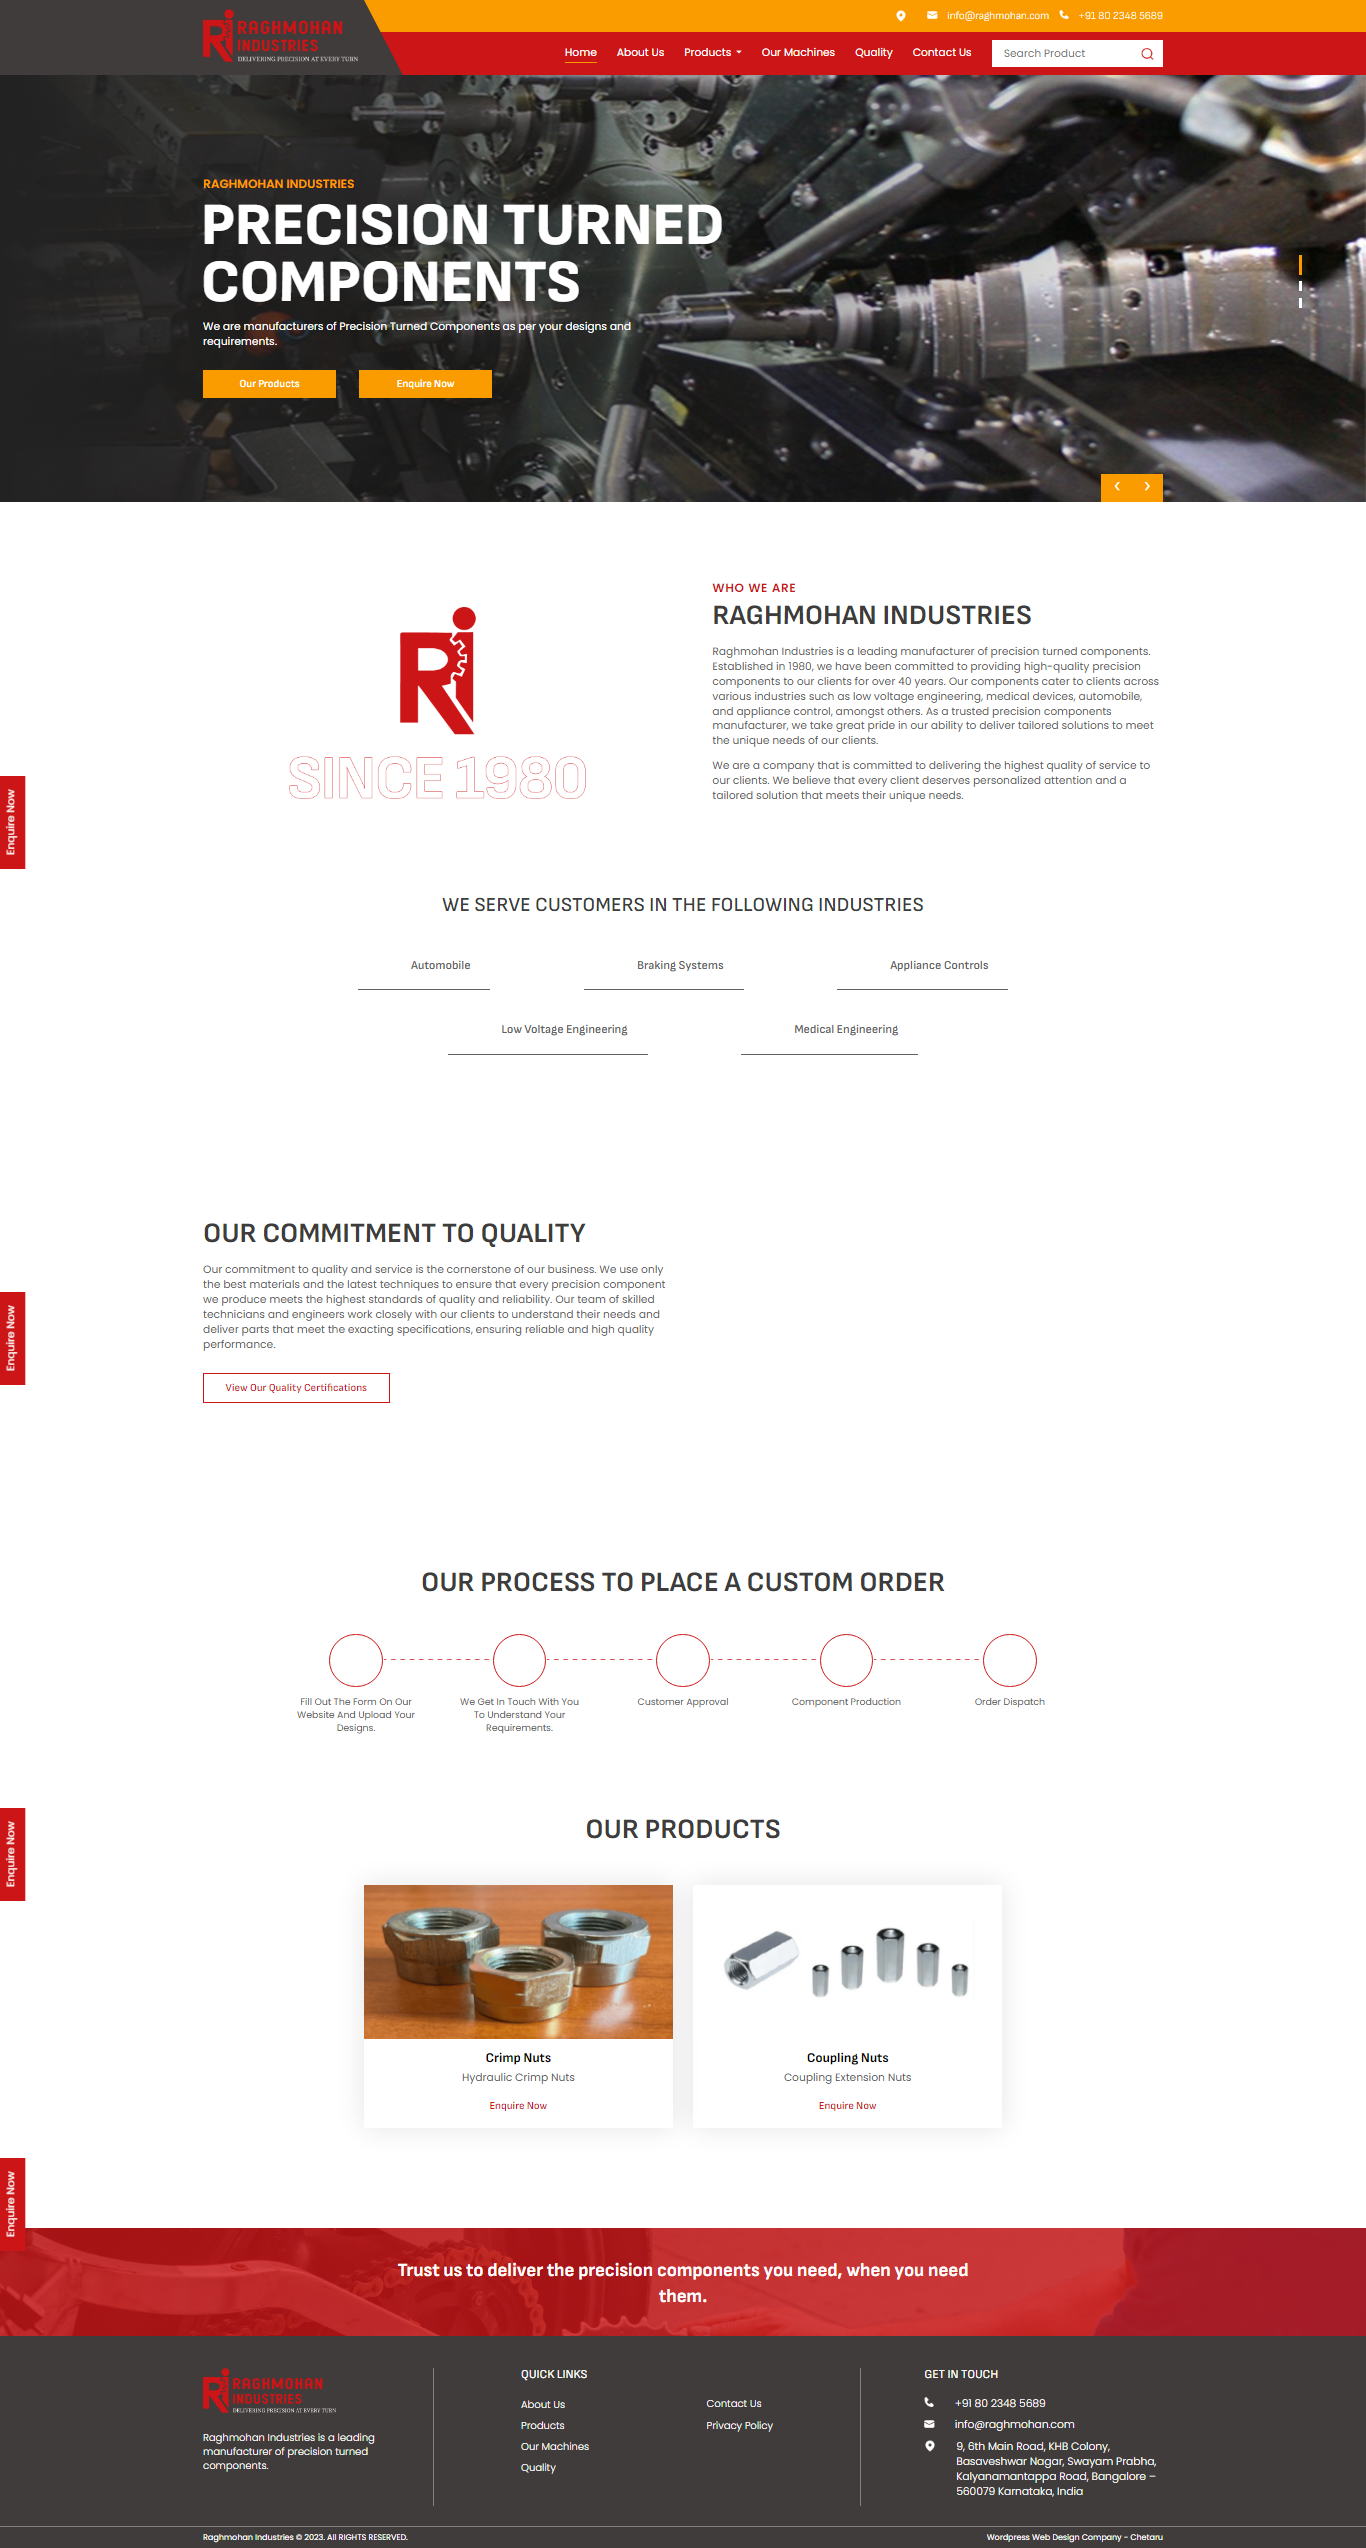 RAGHMOHAN
INDUSTRIES
DELIVERING PRECISION AT EVERY TURN
info@raghmohan.com
+91 80 2348 5689
Home
About Us
Products
Our Machines
Quality
Contact Us
Search Product
RAGHMOHAN INDUSTRIES
PRECISION TURNED
COMPONENTS
We are manufacturers of Precision Turned Components as per your designs and
requirements.
Our Products
Enquire Now
Ri
SINCE 1980
WHO WE ARE
RAGHMOHAN INDUSTRIES
Raghmohan Industries is a leading manufacturer of precision turned components.
Established in 1980, we have been committed to providing high-quality precision
components to our clients for over 40 years. Our components cater to clients across
various industries such as low voltage engineering, medical devices, automobile,
and appliance control, amongst others. As a trusted precision components
manufacturer, we take great pride in our ability to deliver tailored solutions to meet
the unique needs of our clients.
We are a company that is committed to delivering the highest quality of service to
our clients. We believe that every client deserves personalized attention and a
tailored solution that meets their unique needs.
Enquire Now
WE SERVE CUSTOMERS IN THE FOLLOWING INDUSTRIES
Automobile
Braking Systems
Appliance Controls
Low Voltage Engineering
Medical Engineering
OUR COMMITMENT TO QUALITY
Our commitment to quality and service is the cornerstone of our business. We use only
the best materials and the latest techniques to ensure that every precision component
we produce meets the highest standards of quality and reliability. Our team of skilled
technicians and engineers work closely with our clients to understand their needs and
deliver parts that meet the exacting specifications, ensuring reliable and high quality
performance.
View Our Quality Certifications
Enquire Now
OUR PROCESS TO PLACE A CUSTOM ORDER
Fill Out The Form On Our
Website And Upload Your
Designs.
We Get In Touch With You
To Understand Your
Requirements.
Customer Approval
Component Production
Order Dispatch
Enquire Now
OUR PRODUCTS
Crimp Nuts
Hydraulic Crimp Nuts
Enquire Now
Coupling Nuts
Coupling Extension Nuts
Enquire Now
Enquire Now
Trust us to deliver the precision components you need, when you need
them.
RAGHMOHAN
INDUSTRIES
DELIVERING PRECISION AT EVERY TURN
Raghmohan Industries is a leading
manufacturer of precision turned
components.
QUICK LINKS
About Us
Products
Our Machines
Quality
Contact Us
Privacy Policy
GET IN TOUCH
+91 80 2348 5689
info@raghmohan.com
9, 6th Main Road, KHB Colony,
Basaveshwar Nagar, Swayam Prabha,
Kalyanamantappa Road, Bangalore –
560079 Karnataka, India
Raghmohan Industries © 2023. All RIGHTS RESERVED.
Wordpress Web Design Company - Chetaru